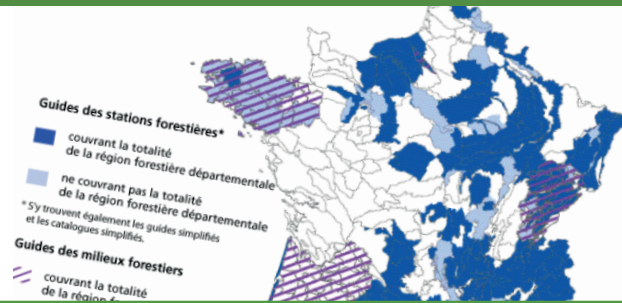 Guides des stations forestières*
couvrant la totalité
de la région forestière départementale
ne couvrant pas la totalité
de la région forestière départementale
* S'y trouvent également les guides simplifiés
et les catalogues simplifiés.
Guides des milieux forestiers
couvrant la totalité
de la région